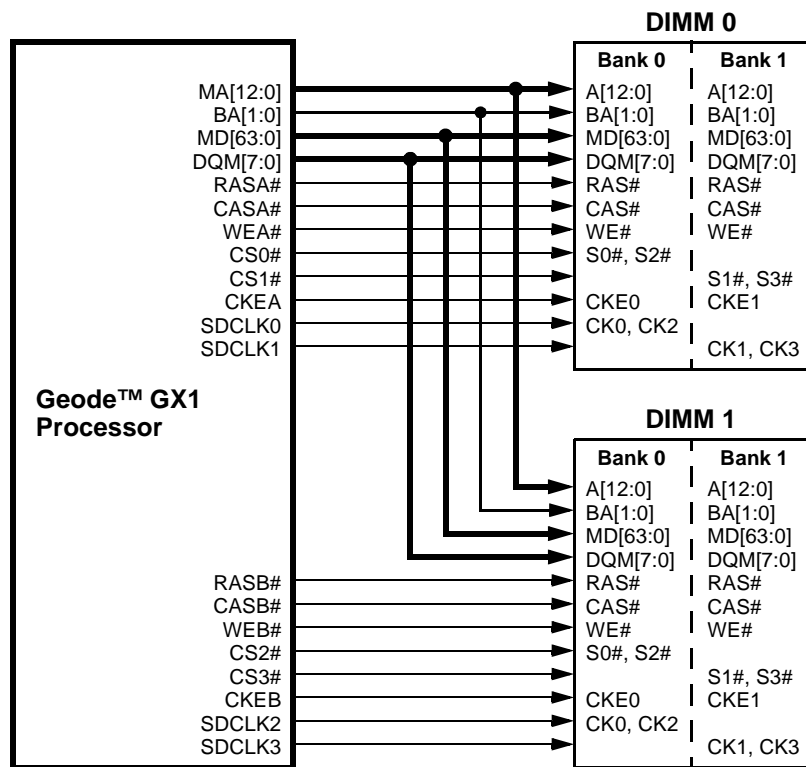 DIMM 0
Bank 0 Bank 1
MA[12:0] A[12:0] A[12:0]
BA[1:0] BA[1:0] BA[1:0]
MD[63:0] MD[63:0] MD[63:0]
DQM[7:0] DQM[7:0] DQM[7:0]
RASA# RAS# RAS#
CASA# CAS# CAS#
WEA# WE# WE#
CS0# S0#, S2#
CS1# S1#, S3#
CKEA CKE0 CKE1
SDCLK0 CK0, CK2
SDCLK1 CK1, CK3
Geode™ GX1
Processor
DIMM 1
Bank 0 Bank 1
A[12:0] A[12:0]
BA[1:0] BA[1:0]
MD[63:0] MD[63:0]
DQM[7:0] DQM[7:0]
RASB# RAS# RAS#
CASB# CAS# CAS#
WEB# WE# WE#
CS2# S0#, S2#
CS3# S1#, S3#
CKEB CKE0 CKE1
SDCLK2 CK0, CK2
SDCLK3 CK1, CK3